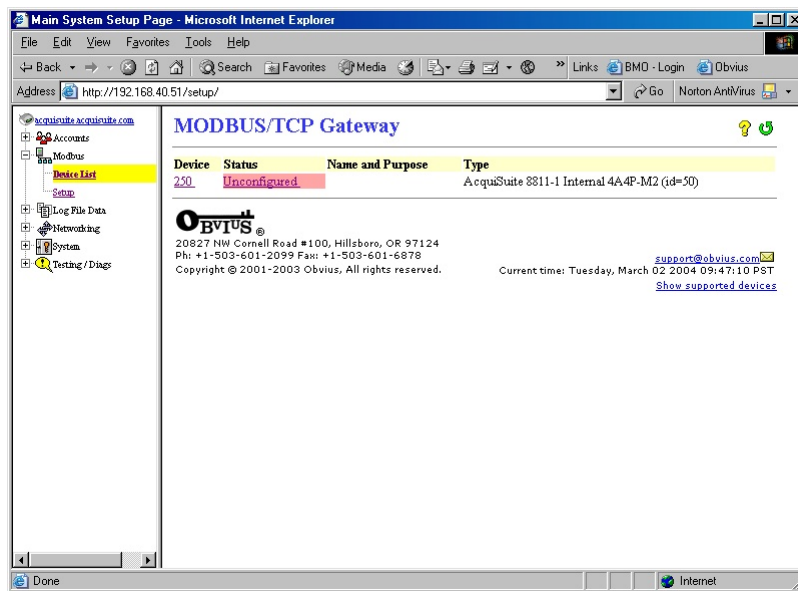 Main System Setup Page - Microsoft Internet Explorer
File Edit View Favorites Tools Help
Back Search Favorites Media » Links BMO - Login Obvius
Address http://192.168.40.51/setup/ Go Norton AntiVirus
acquisuite.acquisuite.com
Accounts
Modbus
Device List
Setup
Log File Data
Networking
System
Testing / Diags
MODBUS/TCP Gateway
Device Status Name and Purpose Type
250 Unconfigured AcquiSuite 8811-1 Internal 4A4P-M2 (id=50)
OBVIUS ®
20827 NW Cornell Road #100, Hillsboro, OR 97124
Ph: +1-503-601-2099 Fax: +1-503-601-6878
Copyright © 2001-2003 Obvius, All rights reserved.
support@obvius.com
Current time: Tuesday, March 02 2004 09:47:10 PST
Show supported devices
Done Internet